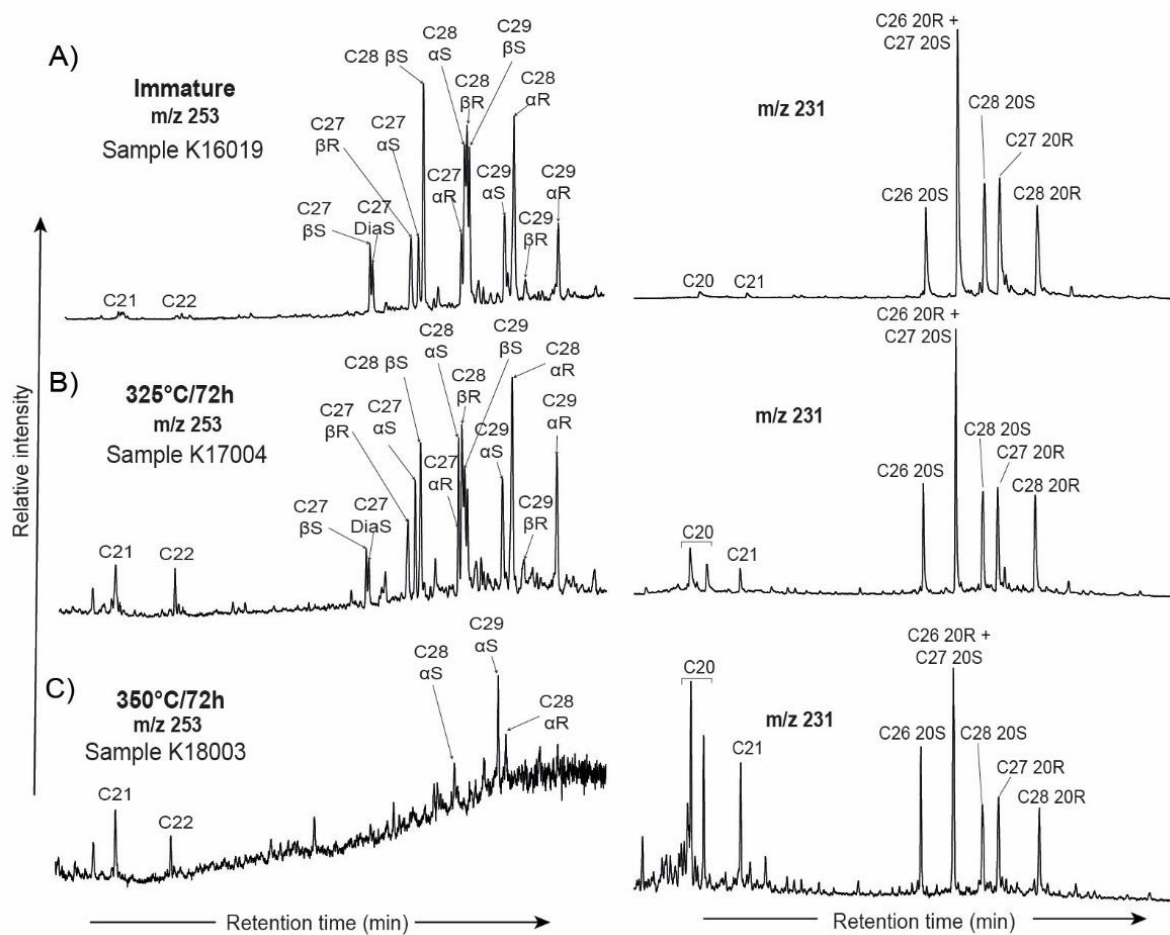 A)
Immature
m/z 253
Sample K16019
C21
C22
C27
βS
C27
DiaS
C27
βR
C27
αS
C28 βS
C27
αR
C28
αS
C28
βR
C29
βS
C29
αS
C28
αR
C29
βR
C29
αR
m/z 231
C20
C21
C26 20S
C26 20R +
C27 20S
C28 20S
C27 20R
C28 20R
Relative intensity
B)
325°C/72h
m/z 253
Sample K17004
C21
C22
C27
βS
C27
DiaS
C27
βR
C27
αS
C28 βS
C27
αR
C28
αS
C28
βR
C29
βS
C29
αS
C28
αR
C29
βR
C29
αR
m/z 231
C20
C21
C26 20S
C26 20R +
C27 20S
C28 20S
C27 20R
C28 20R
C)
350°C/72h
m/z 253
Sample K18003
C21
C22
C28
αS
C29
αS
C28
αR
m/z 231
C20
C21
C26 20S
C26 20R +
C27 20S
C28 20S
C27 20R
C28 20R
Retention time (min)
Retention time (min)